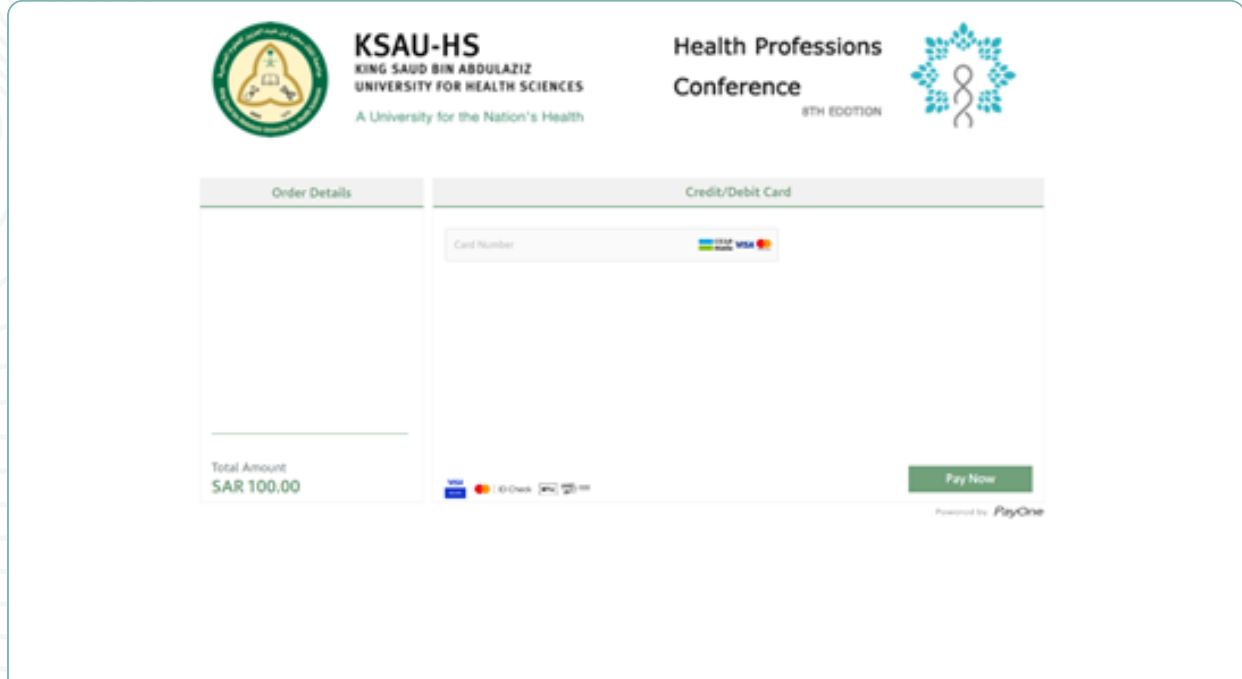 KSAU-HS
KING SAUD BIN ABDULAZIZ
UNIVERSITY FOR HEALTH SCIENCES
A University for the Nation's Health
Health Professions
Conference
8TH EDOTION
Order Details
Credit/Debit Card
Card Number
VISA
Total Amount
SAR 100.00
VISA
ID Check
Pay Now
Powered by PayOne